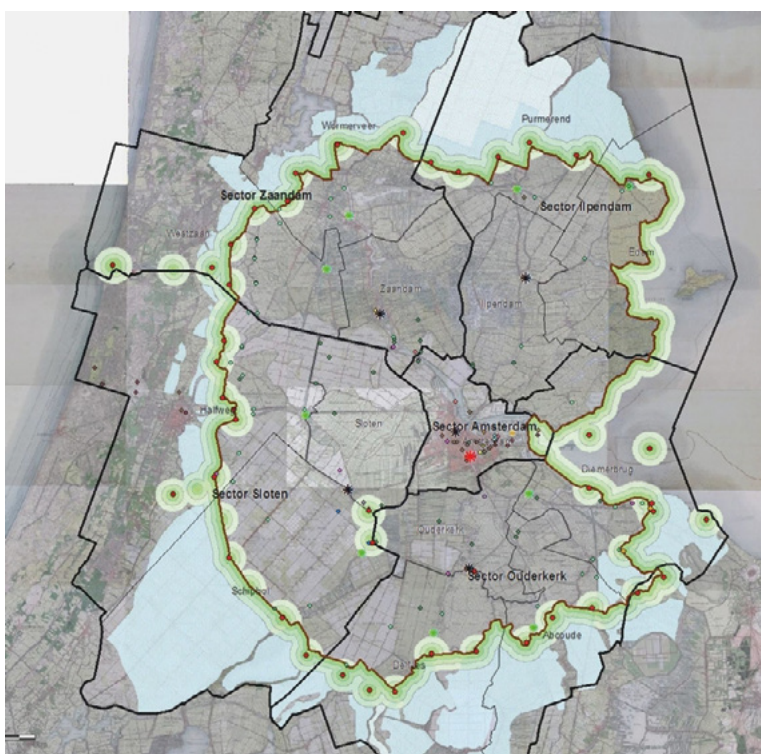 Purmerend
Wormerveer
Sector Zaandam
Sector Ilpendam
Westzaan
Edam
Zaandam
Ilpendam
Halfweg
Sloten
Sector Amsterdam
Diemerbrug
Sector Sloten
Ouderkerk
Sector Ouderkerk
Schiphol
Abcoude